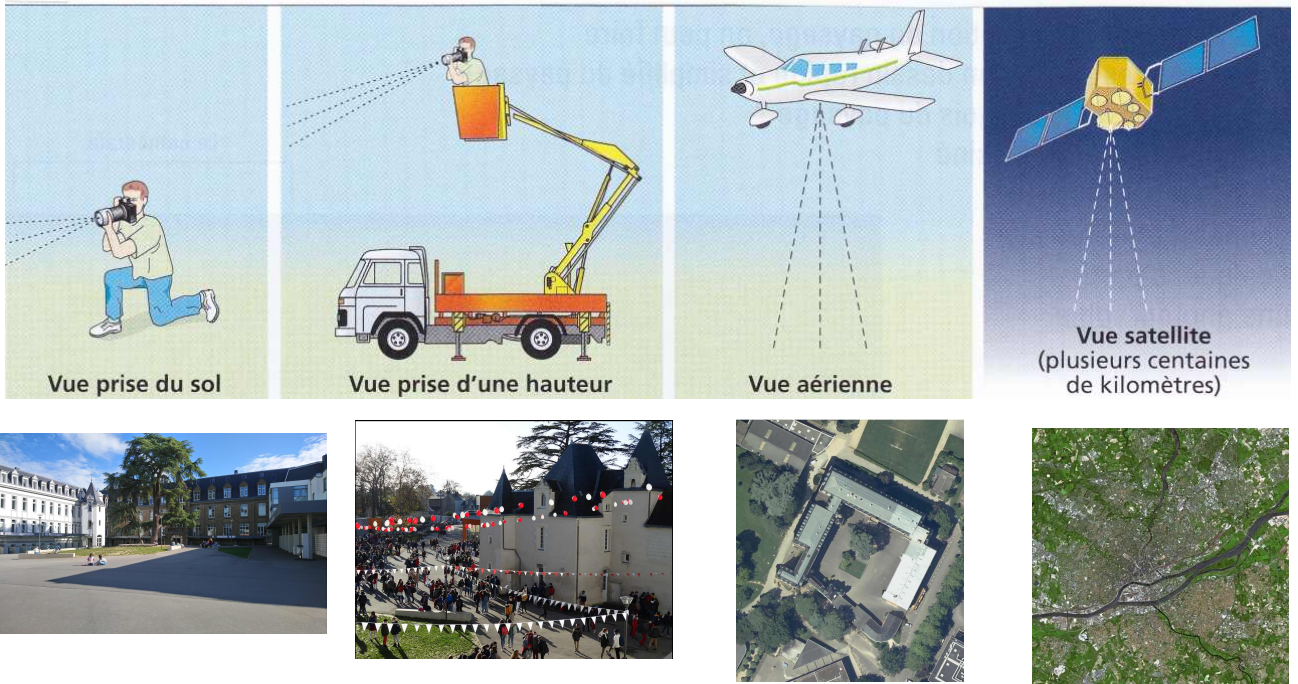 Vue prise du sol
Vue prise d'une hauteur
Vue aérienne
Vue satellite
(plusieurs centaines
de kilomètres)